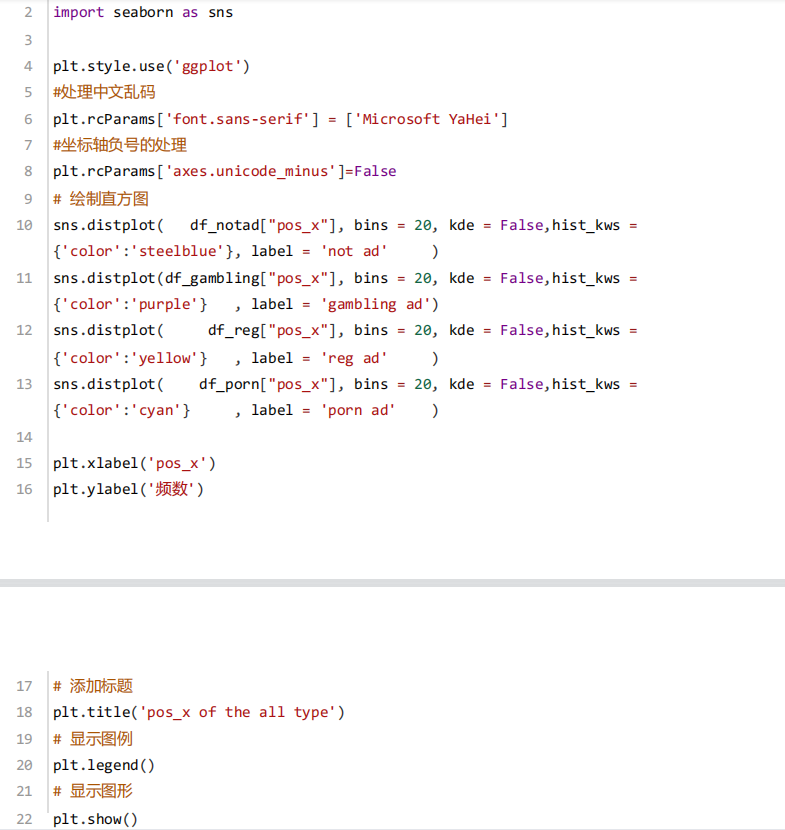 2 import seaborn as sns
3
4 plt.style.use('ggplot')
5 #处理中文乱码
6 plt.rcParams['font.sans-serif'] = ['Microsoft YaHei']
7 #坐标轴负号的处理
8 plt.rcParams['axes.unicode_minus']=False
9 # 绘制直方图
10 sns.distplot(   df_notad["pos_x"], bins = 20, kde = False,hist_kws =
{'color':'steelblue'}, label = 'not ad'     )
11 sns.distplot(df_gambling["pos_x"], bins = 20, kde = False,hist_kws =
{'color':'purple'}   , label = 'gambling ad')
12 sns.distplot(     df_reg["pos_x"], bins = 20, kde = False,hist_kws =
{'color':'yellow'}   , label = 'reg ad'     )
13 sns.distplot(    df_porn["pos_x"], bins = 20, kde = False,hist_kws =
{'color':'cyan'}     , label = 'porn ad'    )
14
15 plt.xlabel('pos_x')
16 plt.ylabel('频数')
17 # 添加标题
18 plt.title('pos_x of the all type')
19 # 显示图例
20 plt.legend()
21 # 显示图形
22 plt.show()